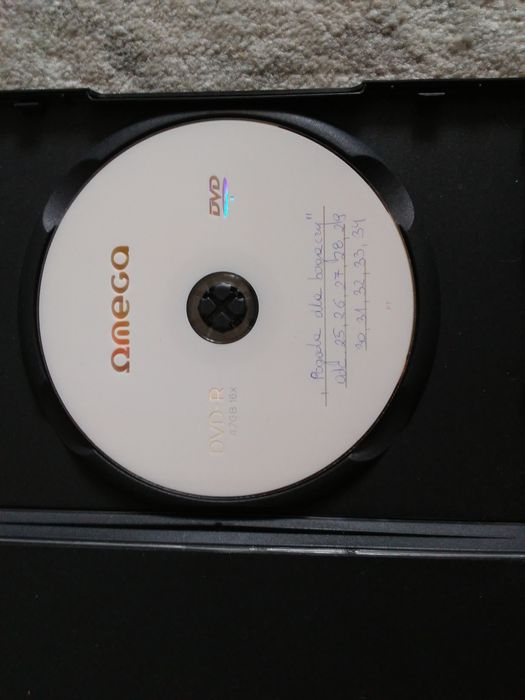 Ωmega
DVD
DVD-R
4.7GB 16x
"Pogoda dla bogaczy"
odc. 25, 26, 27, 28, 29
30, 31, 32, 33, 34